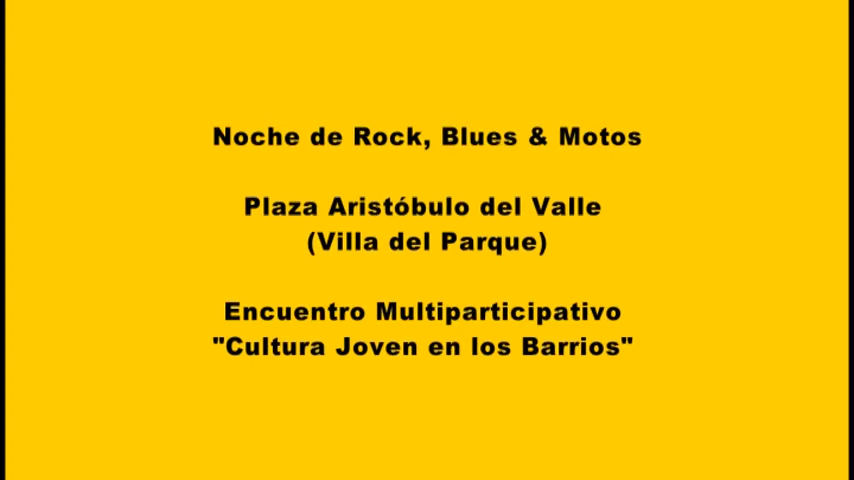 Noche de Rock, Blues & Motos
Plaza Aristóbulo del Valle
(Villa del Parque)
Encuentro Multiparticipativo
"Cultura Joven en los Barrios"